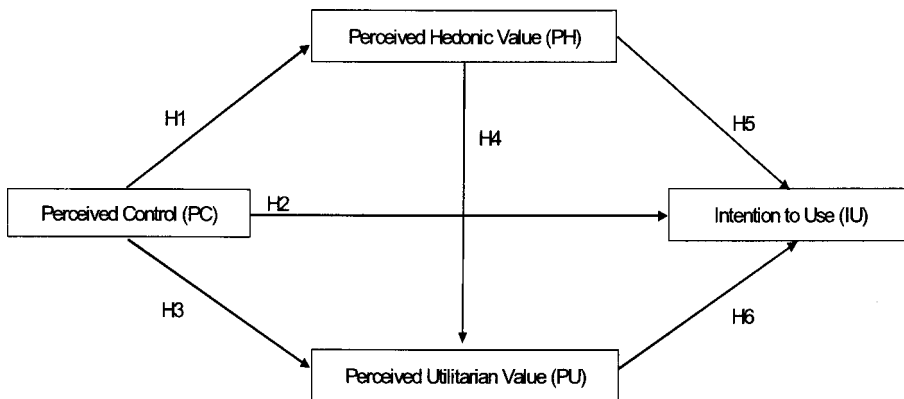 Perceived Hedonic Value (PH)
H1
H5
H4
Perceived Control (PC)
H2
Intention to Use (IU)
H3
H6
Perceived Utilitarian Value (PU)